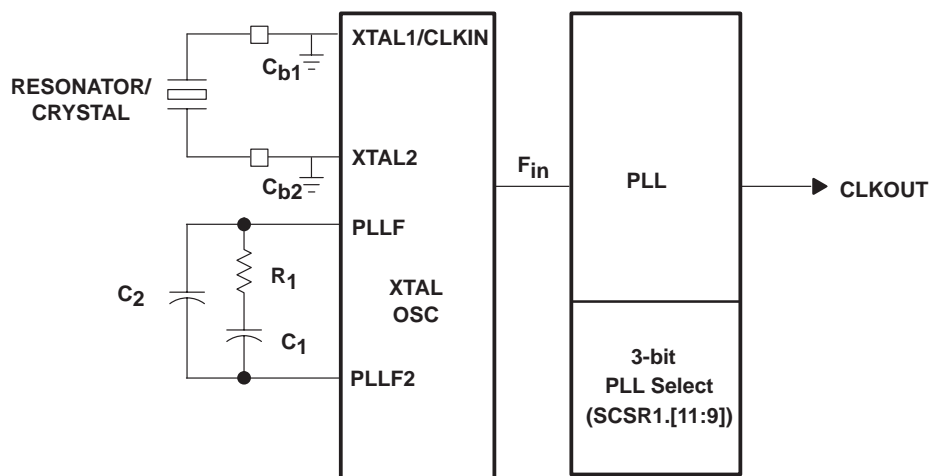 XTAL1/CLKIN
Cb1
RESONATOR/
CRYSTAL
XTAL2
Cb2
Fin
PLL
CLKOUT
PLLF
R1
C2
XTAL
OSC
C1
PLLF2
3-bit
PLL Select
(SCSR1.[11:9])